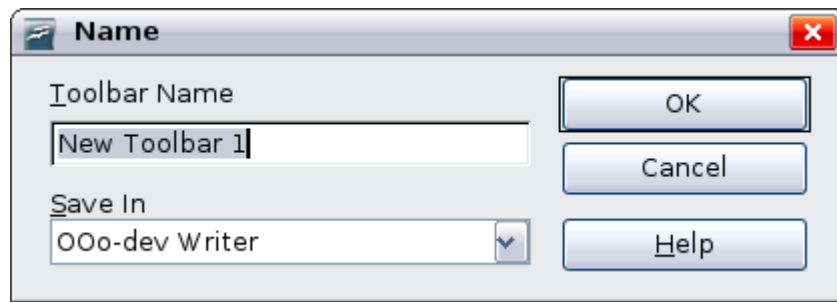 Name
Toolbar Name
New Toolbar 1
Save In
OOo-dev Writer
OK
Cancel
Help